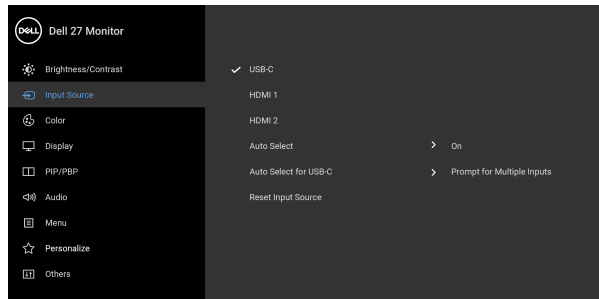 DELL Dell 27 Monitor
Brightness/Contrast
USB-C
Input Source
HDMI 1
Color
HDMI 2
Display
Auto Select
On
PIP/PBP
Auto Select for USB-C
Prompt for Multiple Inputs
Audio
Reset Input Source
Menu
Personalize
Others